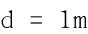 d = 1m